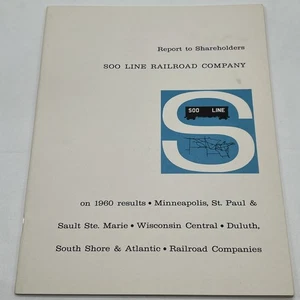 Report to Shareholders
SOO LINE RAILROAD COMPANY
SOO LINE
S
on 1960 results • Minneapolis, St. Paul &
Sault Ste. Marie • Wisconsin Central • Duluth,
South Shore & Atlantic • Railroad Companies